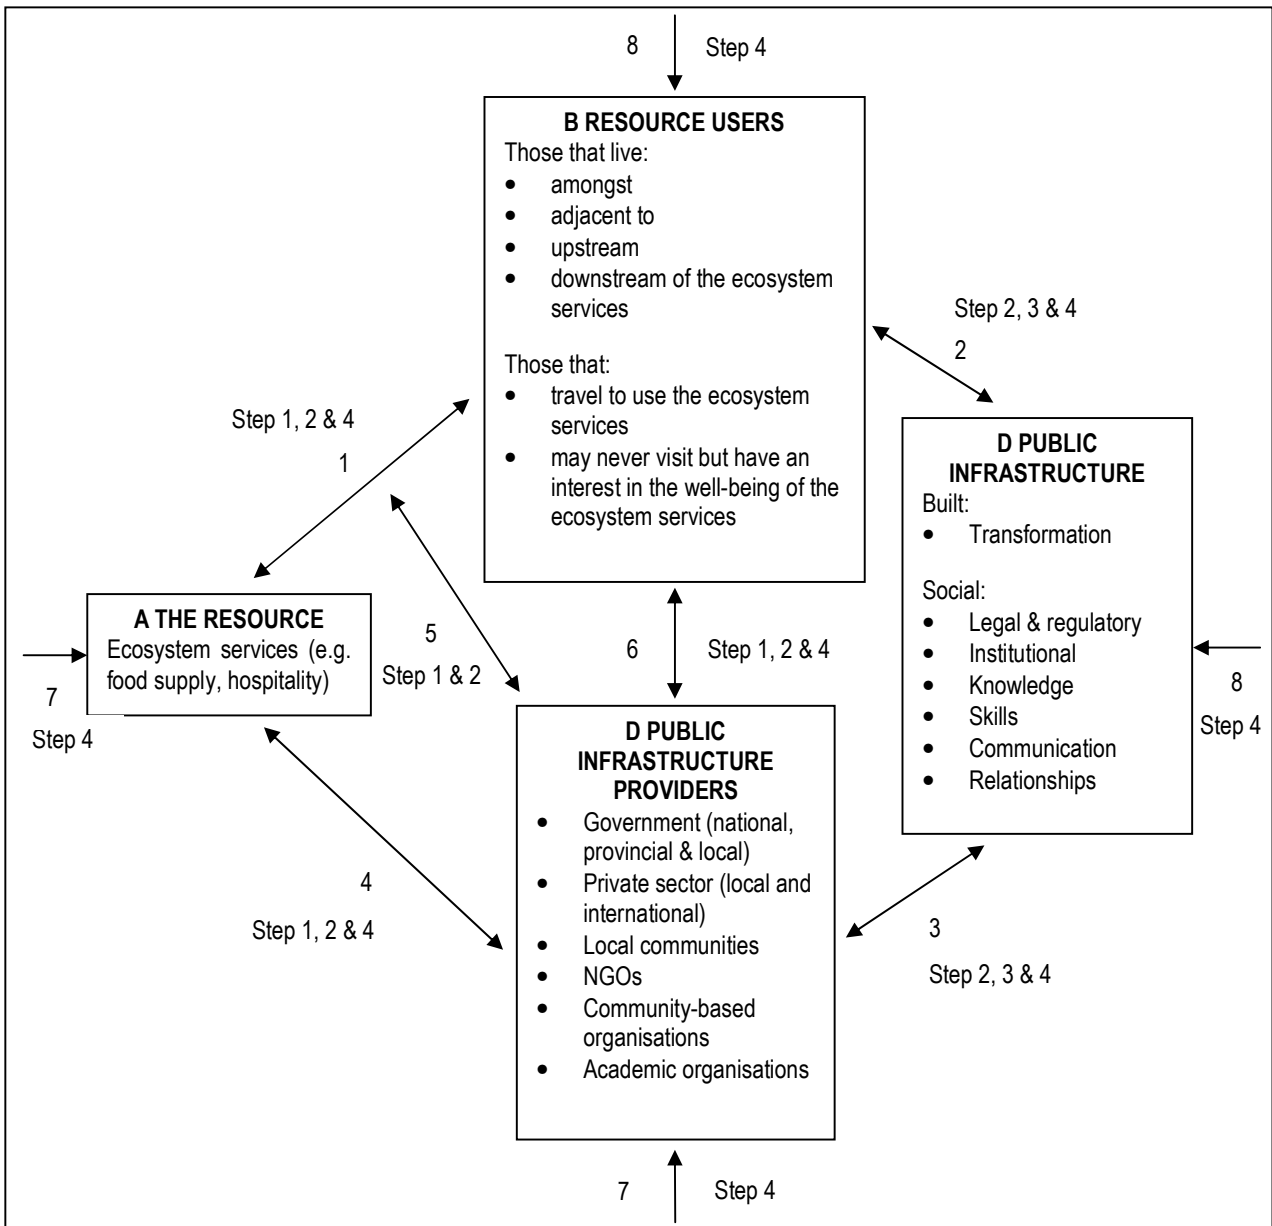 8 Step 4
B RESOURCE USERS
Those that live:
• amongst
• adjacent to
• upstream
• downstream of the ecosystem
services
Those that:
• travel to use the ecosystem
services
• may never visit but have an
interest in the well-being of the
ecosystem services
Step 2, 3 & 4
2
Step 1, 2 & 4
1
D PUBLIC
INFRASTRUCTURE
Built:
• Transformation
Social:
• Legal & regulatory
• Institutional
• Knowledge
• Skills
• Communication
• Relationships
8
Step 4
A THE RESOURCE
Ecosystem services (e.g.
food supply, hospitality)
7
Step 4
5
Step 1 & 2
6 Step 1, 2 & 4
D PUBLIC
INFRASTRUCTURE
PROVIDERS
• Government (national,
provincial & local)
• Private sector (local and
international)
• Local communities
• NGOs
• Community-based
organisations
• Academic organisations
4
Step 1, 2 & 4
3
Step 2, 3 & 4
7 Step 4